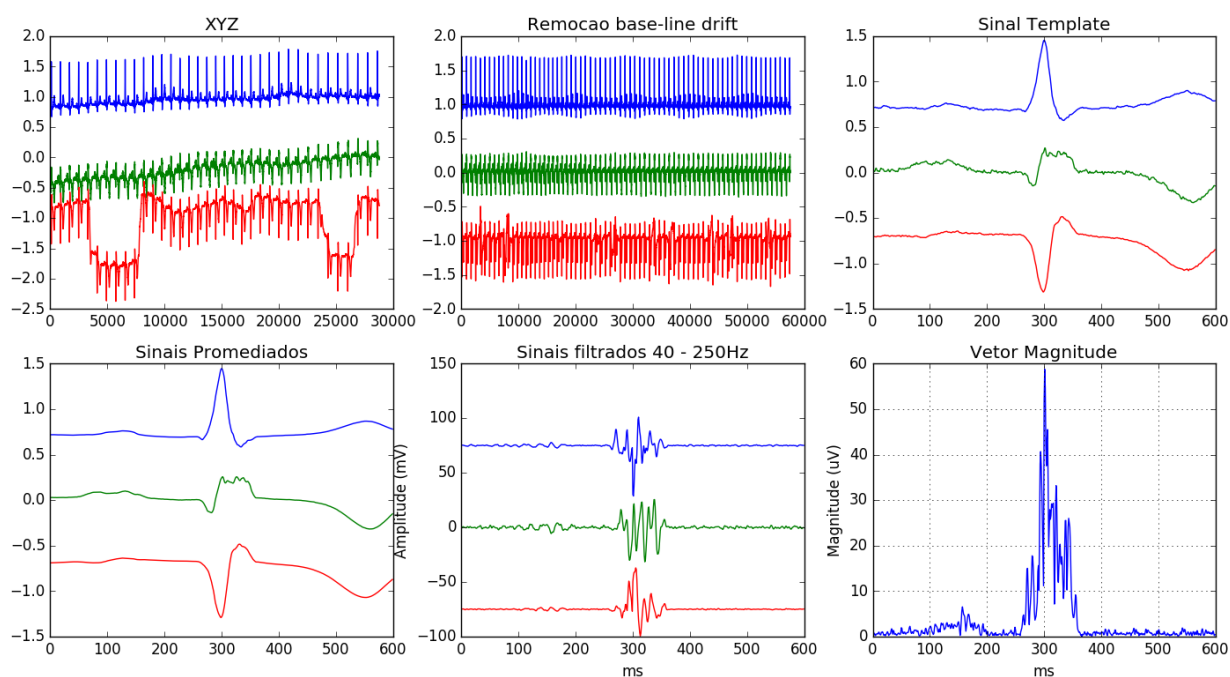 XYZ
2.0
1.5
1.0
0.5
0.0
−0.5
−1.0
−1.5
−2.0
−2.5
0 5000 10000 15000 20000 25000 30000
Remocao base-line drift
2.0
1.5
1.0
0.5
0.0
−0.5
−1.0
−1.5
−2.0
0 10000 20000 30000 40000 50000 60000
Sinal Template
1.5
1.0
0.5
0.0
−0.5
−1.0
−1.5
0 100 200 300 400 500 600
Sinais Promediados
1.5
1.0
0.5
0.0
−0.5
−1.0
−1.5
0 100 200 300 400 500 600
Sinais filtrados 40 - 250Hz
Amplitude (mV)
150
100
50
0
−50
−100
0 100 200 300 400 500 600
ms
Vetor Magnitude
Magnitude (uV)
60
50
40
30
20
10
0
0 100 200 300 400 500 600
ms